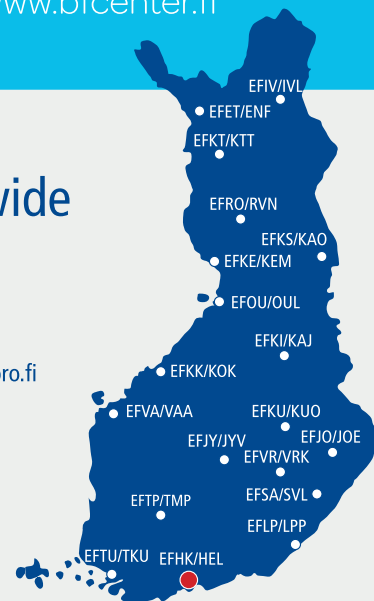 www.bfcenter.fi
EFIV/IVL
EFET/ENF
EFKT/KTT
wide
EFRO/RVN
EFKS/KAO
EFKE/KEM
EFOU/OUL
EFKI/KAJ
ro.fi
EFKK/KOK
EFVA/VAA
EFKU/KUO
EFJY/JYV
EFJO/JOE
EFVR/VRK
EFSA/SVL
EFTP/TMP
EFLP/LPP
EFTU/TKU
EFHK/HEL